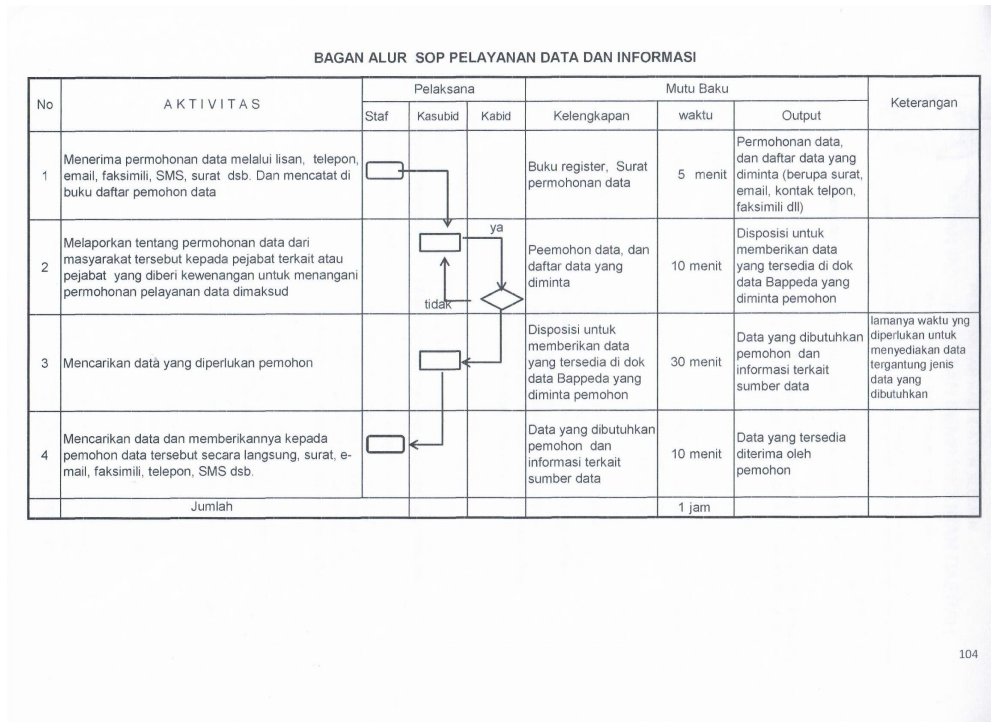 BAGAN ALUR SOP PELAYANAN DATA DAN INFORMASI
No
AKTIVITAS
Pelaksana
Mutu Baku
Keterangan
Staf
Kasubid
Kabid
Kelengkapan
waktu
Output
1
Menerima permohonan data melalui lisan, telepon,
email, faksimili, SMS, surat dsb. Dan mencatat di
buku daftar pemohon data
Buku register, Surat
permohonan data
5 menit
Permohonan data,
dan daftar data yang
diminta (berupa surat,
email, kontak telpon,
faksimili dll)
2
Melaporkan tentang permohonan data dari
masyarakat tersebut kepada pejabat terkait atau
pejabat yang diberi kewenangan untuk menangani
permohonan pelayanan data dimaksud
ya
tidak
Peemohon data, dan
daftar data yang
diminta
10 menit
Disposisi untuk
memberikan data
yang tersedia di dok
data Bappeda yang
diminta pemohon
3
Mencarikan data yang diperlukan pemohon
Disposisi untuk
memberikan data
yang tersedia di dok
data Bappeda yang
diminta pemohon
30 menit
Data yang dibutuhkan
pemohon dan
informasi terkait
sumber data
lamanya waktu yng
diperlukan untuk
menyediakan data
tergantung jenis
data yang
dibutuhkan
4
Mencarikan data dan memberikannya kepada
pemohon data tersebut secara langsung, surat, e-
mail, faksimili, telepon, SMS dsb.
Data yang dibutuhkan
pemohon dan
informasi terkait
sumber data
10 menit
Data yang tersedia
diterima oleh
pemohon
Jumlah
1 jam
104